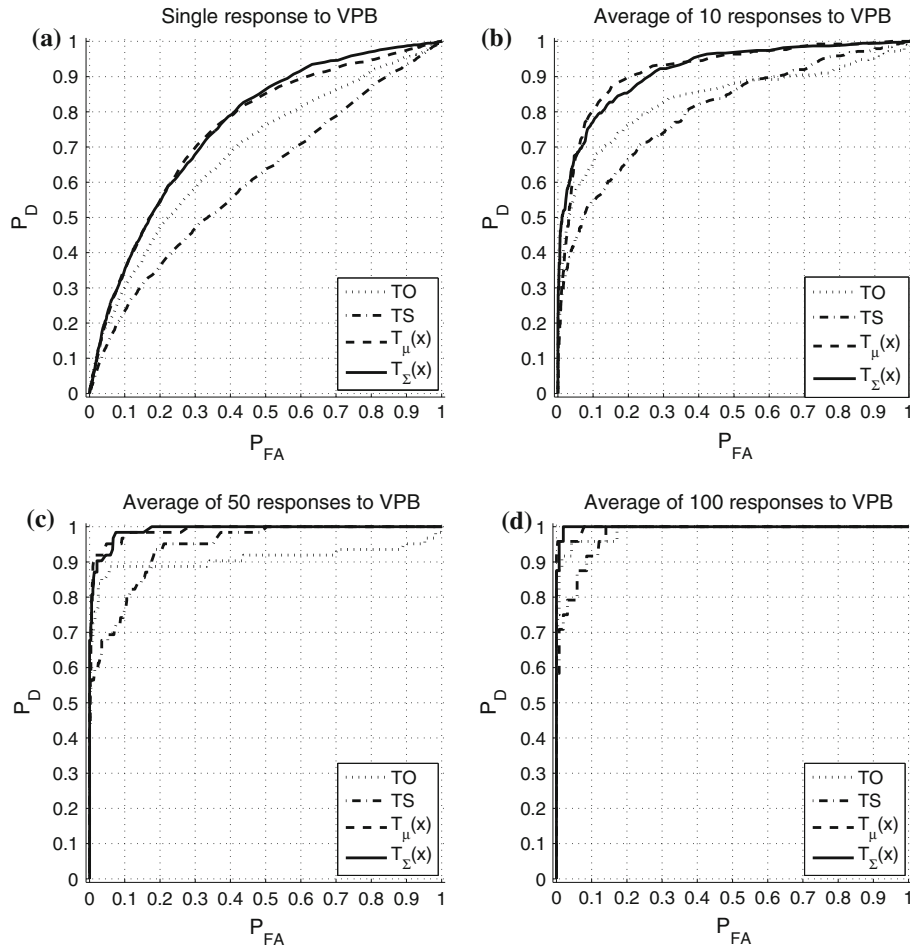 Single response to VPB
(a)
1
0.9
0.8
0.7
0.6
0.5
0.4
0.3
0.2
0.1
0
P_D
TO
TS
T_μ(x)
T_Σ(x)
0 0.1 0.2 0.3 0.4 0.5 0.6 0.7 0.8 0.9 1
P_FA
Average of 10 responses to VPB
(b)
1
0.9
0.8
0.7
0.6
0.5
0.4
0.3
0.2
0.1
0
P_D
TO
TS
T_μ(x)
T_Σ(x)
0 0.1 0.2 0.3 0.4 0.5 0.6 0.7 0.8 0.9 1
P_FA
Average of 50 responses to VPB
(c)
1
0.9
0.8
0.7
0.6
0.5
0.4
0.3
0.2
0.1
0
P_D
TO
TS
T_μ(x)
T_Σ(x)
0 0.1 0.2 0.3 0.4 0.5 0.6 0.7 0.8 0.9 1
P_FA
Average of 100 responses to VPB
(d)
1
0.9
0.8
0.7
0.6
0.5
0.4
0.3
0.2
0.1
0
P_D
TO
TS
T_μ(x)
T_Σ(x)
0 0.1 0.2 0.3 0.4 0.5 0.6 0.7 0.8 0.9 1
P_FA